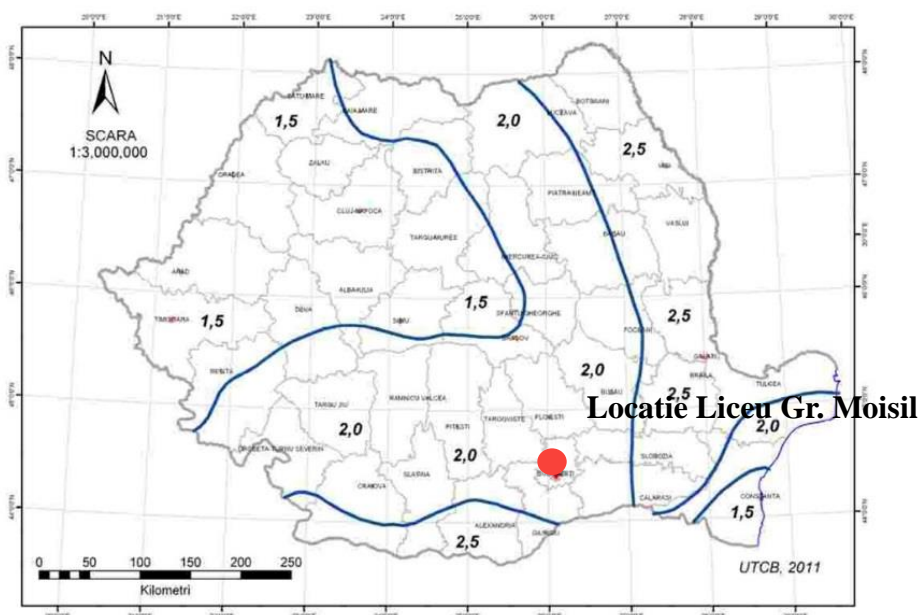 N
SCARA
1:3.000,000
SATU MARE
BAIA MARE
1,5
2,0
SUCEAVA
BOTOSANI
2,5
IASI
ORADEA
ZALAU
BISTRITA
CLUJ-NAPOCA
PIATRA NEAMT
BACAU
VASLUI
TARGU MURES
MIERCUREA-CIUC
ARAD
ALBA IULIA
TIMISOARA
1,5
DEVA
SIBIU
1,5
SFANTU GHEORGHE
BRASOV
FOCSANI
2,5
GALATI
RESITA
2,0
BUZAU
BRAILA
2,5
TULCEA
Locatie Liceu Gr. Moisil
TARGU JIU
RAMNICU VALCEA
TARGOVISTE
PLOIESTI
2,0
PITESTI
2,0
2,0
DROBETA-TURNU SEVERIN
SLOBOZIA
CRAIOVA
SLATINA
CALARASI
CONSTANTA
1,5
ALEXANDRIA
GIURGIU
2,5
0 50 100 150 200 250
Kilometri
UTCB, 2011